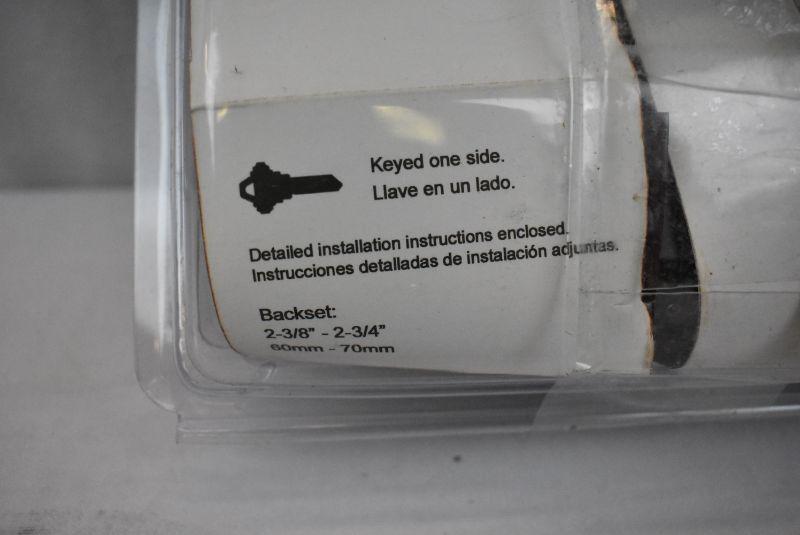 Keyed one side.
Llave en un lado.
Detailed installation instructions enclosed.
Instrucciones detalladas de instalación adjuntas.
Backset:
2-3/8” - 2-3/4”
60mm - 70mm